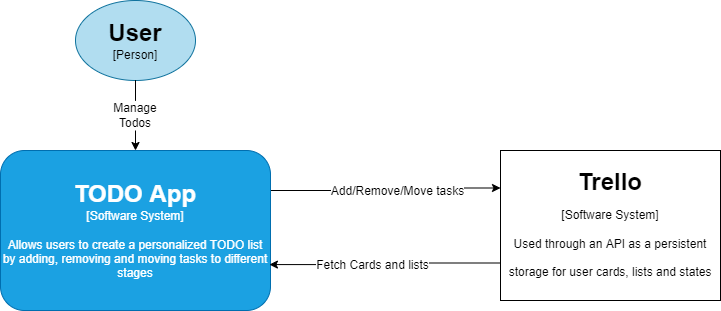 User
[Person]
Manage
Todos
TODO App
[Software System]
Allows users to create a personalized TODO list
by adding, removing and moving tasks to different
stages
Add/Remove/Move tasks
Fetch Cards and lists
Trello
[Software System]
Used through an API as a persistent
storage for user cards, lists and states